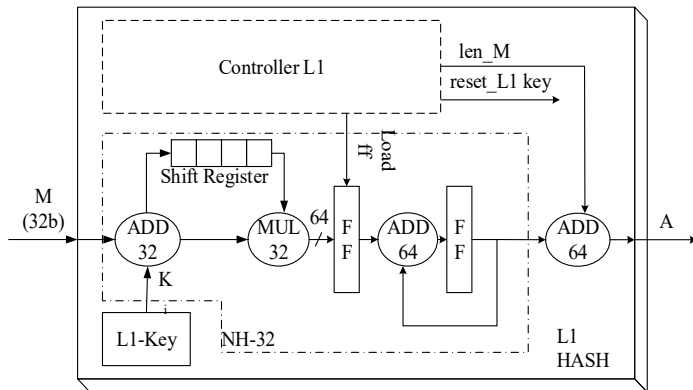 Controller L1
len_M
reset_L1 key
Load
ff
Shift Register
M
(32b)
ADD
32
MUL
32
64
F
F
ADD
64
F
F
ADD
64
A
K
i
L1-Key
NH-32
L1
HASH